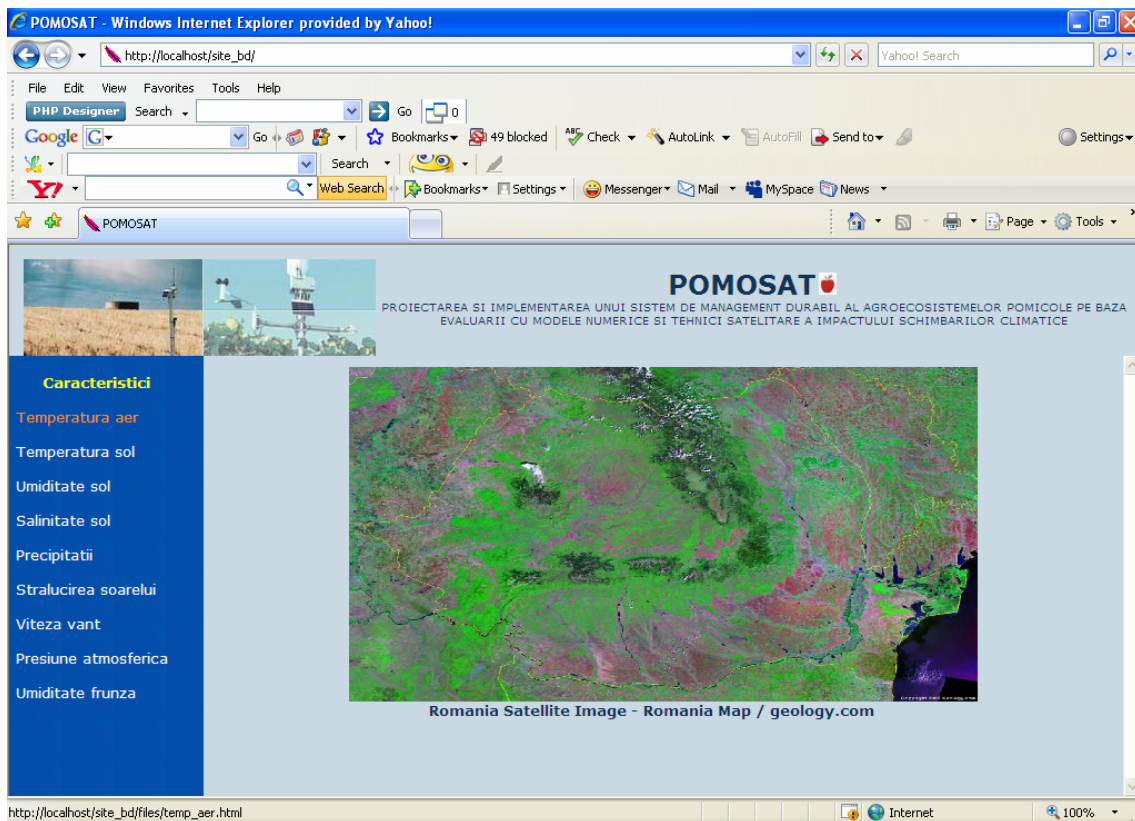 POMOSAT - Windows Internet Explorer provided by Yahoo!
http://localhost/site_bd/
Yahoo! Search
File Edit View Favorites Tools Help
PHP Designer Search Go 0
Google G Go Bookmarks 49 blocked ABC Check AutoLink AutoFill Send to Settings
Search
Y! Web Search Bookmarks Settings Messenger Mail MySpace News
POMOSAT Page Tools
POMOSAT
PROIECTAREA SI IMPLEMENTAREA UNUI SISTEM DE MANAGEMENT DURABIL AL AGROECOSISTEMELOR POMICOLE PE BAZA
EVALUARII CU MODELE NUMERICE SI TEHNICI SATELITARE A IMPACTULUI SCHIMBARILOR CLIMATICE
Caracteristici
Temperatura aer
Temperatura sol
Umiditate sol
Salinitate sol
Precipitatii
Stralucirea soarelui
Viteza vant
Presiune atmosferica
Umiditate frunza
Romania Satellite Image - Romania Map / geology.com
http://localhost/site_bd/files/temp_aer.html Internet 100%